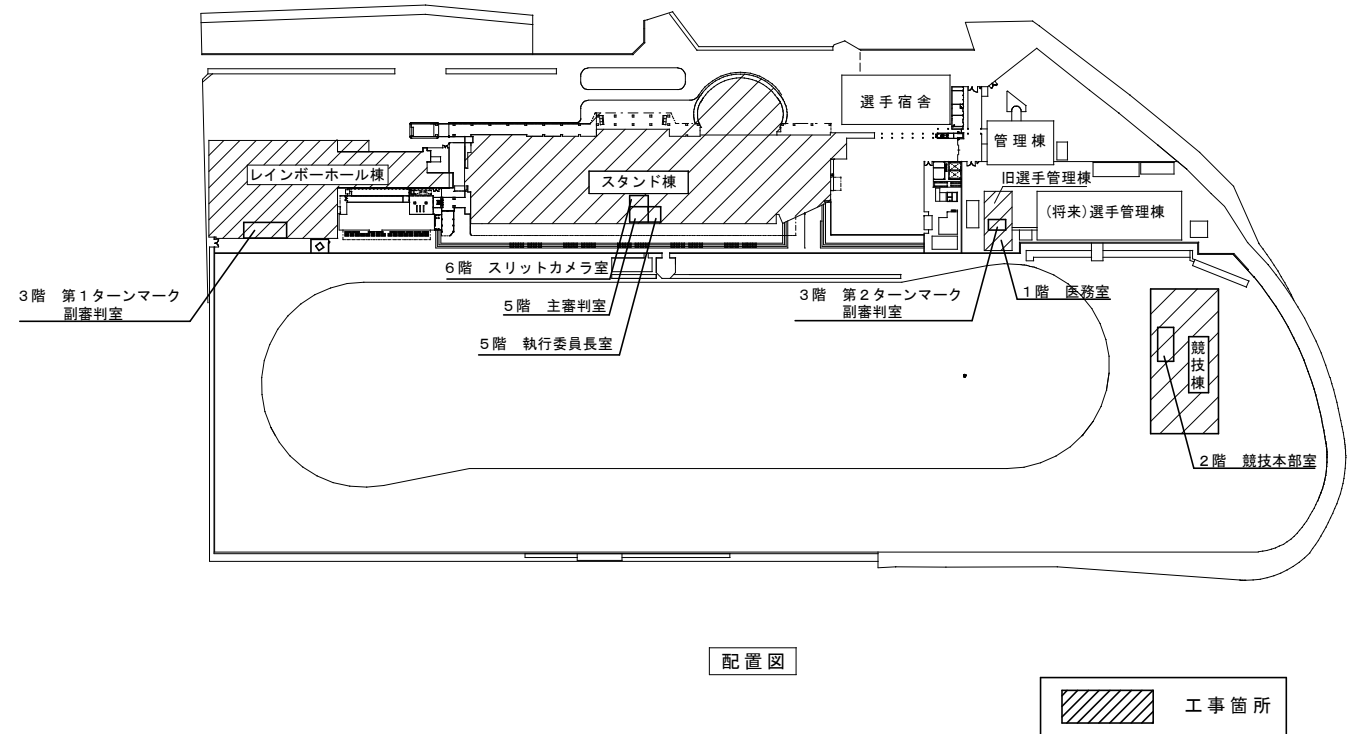 選手宿舎
管理棟
レインボーホール棟
スタンド棟
旧選手管理棟
(将来)選手管理棟
6階 スリットカメラ室
3階 第1ターンマーク
副審判室
5階 主審判室
3階 第2ターンマーク
副審判室
1階 医務室
5階 執行委員長室
競技棟
2階 競技本部室
配置図
工事箇所